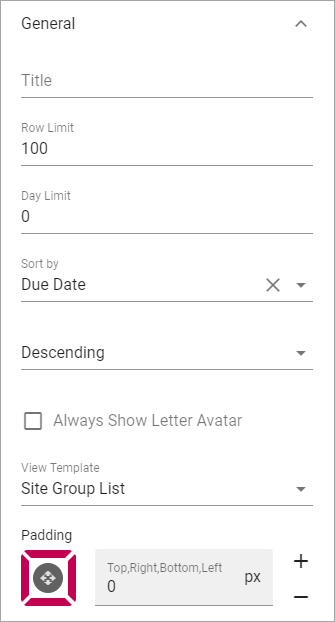 General
Title
Row Limit
100
Day Limit
0
Sort by
Due Date
Descending
Always Show Letter Avatar
View Template
Site Group List
Padding
Top,Right,Bottom,Left
0 px